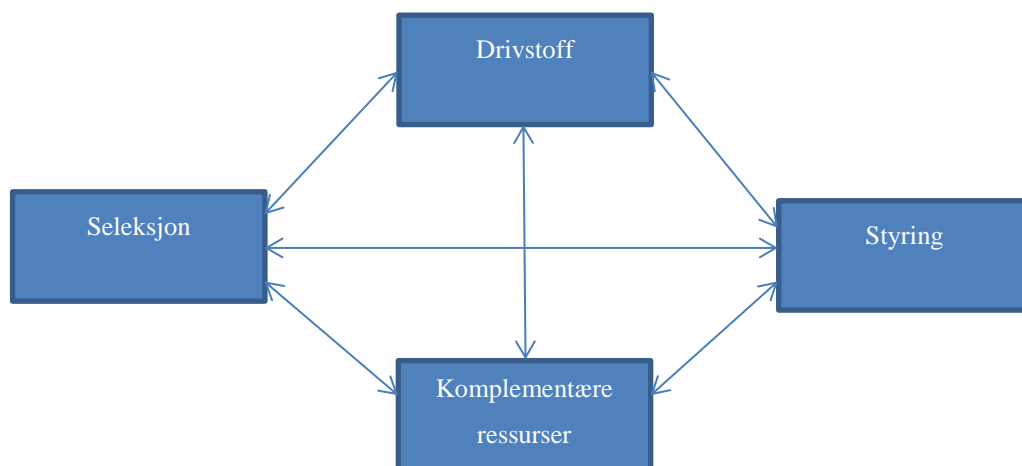 Drivstoff
Seleksjon
Styring
Komplementære
ressurser